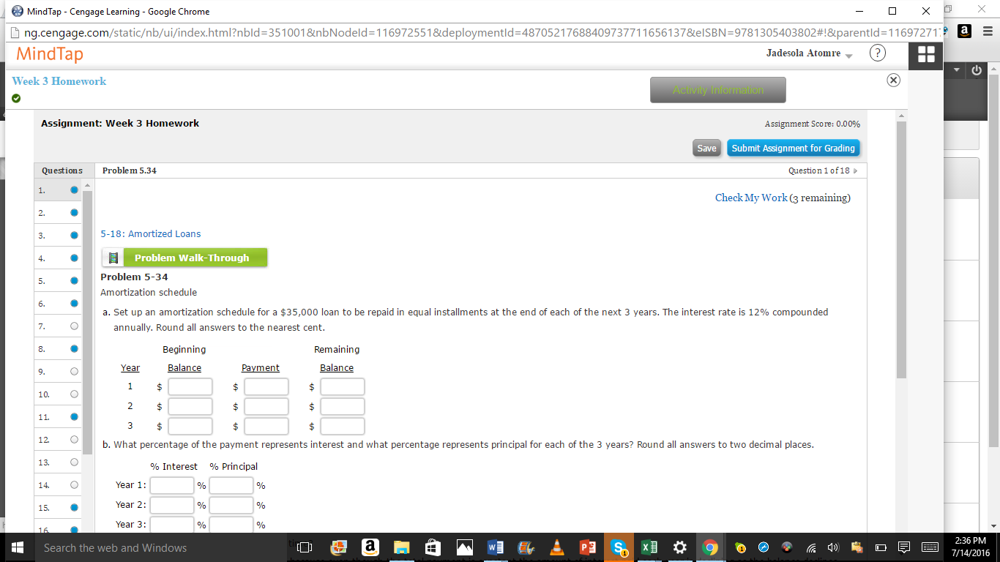 MindTap - Cengage Learning - Google Chrome
ng.cengage.com/static/nb/ui/index.html?nbId=351001&nbNodeId=116972551&deploymentId=48705217688409737711656137&eISBN=9781305403802#!&parentId=11697271
MindTap
Jadesola Atomre
?
Week 3 Homework
Activity Information
Assignment: Week 3 Homework
Assignment Score: 0.00%
Save
Submit Assignment for Grading
Questions
Problem 5.34
Question 1 of 18
1.
2.
3.
4.
5.
6.
7.
8.
9.
10.
11.
12.
13.
14.
15.
16.
Check My Work (3 remaining)
5-18: Amortized Loans
Problem Walk-Through
Problem 5-34
Amortization schedule
a. Set up an amortization schedule for a $35,000 loan to be repaid in equal installments at the end of each of the next 3 years. The interest rate is 12% compounded
annually. Round all answers to the nearest cent.
Beginning Remaining
Year Balance Payment Balance
1 $ $ $
2 $ $ $
3 $ $ $
b. What percentage of the payment represents interest and what percentage represents principal for each of the 3 years? Round all answers to two decimal places.
% Interest % Principal
Year 1: % %
Year 2: % %
Year 3: % %
Search the web and Windows
2:36 PM
7/14/2016